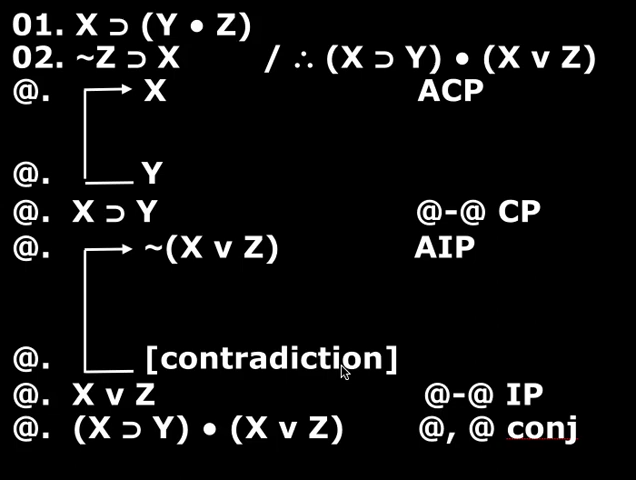 01. X ⊃ (Y • Z)
02. ~Z ⊃ X / ∴ (X ⊃ Y) • (X v Z)
@. X ACP
@. Y
@. X ⊃ Y @-@ CP
@. ~(X v Z) AIP
@. [contradiction]
@. X v Z @-@ IP
@. (X ⊃ Y) • (X v Z) @, @ conj